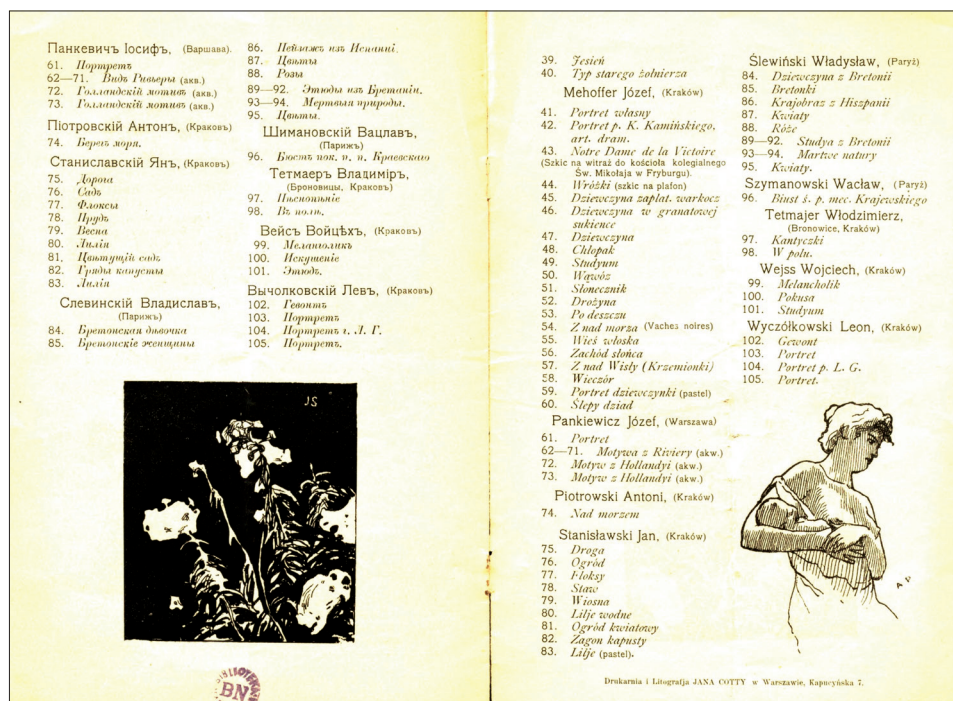 Панкевичъ Іосифъ, (Варшава).
61. Портретъ
62—71. Видъ Ривьеры (акв.)
72. Голландскій мотивъ (акв.)
73. Голландскій мотивъ (акв.)
Піотровскій Антонъ, (Краковъ)
74. Берегъ моря.
Станиславскій Янъ, (Краковъ)
75. Дорога
76. Садъ
77. Флоксы
78. Прудъ
79. Весна
80. Лиліи
81. Цвѣтущій садъ
82. Гряды капусты
83. Лиліи
Слевинскій Владиславъ,
(Парижъ)
84. Бретонская дѣвочка
85. Бретонскіе женщины
86. Пейзажъ изъ Испаніи.
87. Цвѣты
88. Розы
89—92. Этюды изъ Бретани.
93—94. Мертвыя природы.
95. Цвѣты.
Шимановскій Вацлавъ,
(Парижъ)
96. Бюстъ пок. п. п. Краевскаго
Тетмаеръ Владиміръ,
(Броновицы, Краковъ)
97. Пѣснопѣніе
98. Въ полѣ.
Вейсъ Войцѣхъ, (Краковъ)
99. Меланхоликъ
100. Искушеніе
101. Этюдъ.
Вычолковскій Левъ, (Краковъ)
102. Гевонтъ
103. Портретъ
104. Портретъ г. Л. Г.
105. Портретъ.
JS
BN
39. Jesień
40. Typ starego żołnierza
Mehoffer Józef, (Kraków)
41. Portret własny
42. Portret p. K. Kamińskiego,
art. dram.
43. Notre Dame de la Victoire
(Szkic na witraż do kościoła kolegialnego
Św. Mikołaja w Fryburgu).
44. Wróżki (szkic na plafon)
45. Dziewczyna zaplat. warkocz
46. Dziewczyna w granatowej
sukience
47. Dziewczyna
48. Chłopak
49. Studyum
50. Wąwóz
51. Słonecznik
52. Drożyna
53. Po deszczu
54. Z nad morza (Vaches noires)
55. Wieś włoska
56. Zachód słońca
57. Z nad Wisły (Krzemionki)
58. Wieczór
59. Portret dziewczynki (pastel)
60. Ślepy dziad
Pankiewicz Józef, (Warszawa)
61. Portret
62—71. Motywa z Riviery (akw.)
72. Motyw z Hollandyi (akw.)
73. Motyw z Hollandyi (akw.)
Piotrowski Antoni, (Kraków)
74. Nad morzem
Stanisławski Jan, (Kraków)
75. Droga
76. Ogród
77. Floksy
78. Staw
79. Wiosna
80. Lilje wodne
81. Ogród kwiatowy
82. Zagon kapusty
83. Lilje (pastel).
Ślewiński Władysław, (Paryż)
84. Dziewczyna z Bretonii
85. Bretonki
86. Krajobraz z Hiszpanii
87. Kwiaty
88. Róże
89—92. Studya z Bretonii
93—94. Martwe natury
95. Kwiaty.
Szymanowski Wacław, (Paryż)
96. Biust ś. p. mec. Krajewskiego
Tetmajer Włodzimierz,
(Bronowice, Kraków)
97. Kantyczki
98. W polu.
Wejss Wojciech, (Kraków)
99. Melancholik
100. Pokusa
101. Studyum
Wyczółkowski Leon, (Kraków)
102. Gewont
103. Portret
104. Portret p. L. G.
105. Portret.
Drukarnia i Litografja JANA COTTY w Warszawie, Kapucyńska 7.